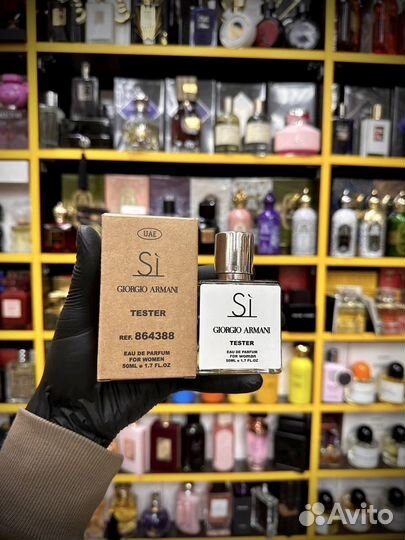 UAE
Sì
GIORGIO ARMANI
TESTER
REF. 864388
EAU DE PARFUM
FOR WOMEN
50ML e 1.7 FL.OZ
Sì
GIORGIO ARMANI
TESTER
EAU DE PARFUM
FOR WOMEN
50ML e 1.7 FL.OZ
Avito